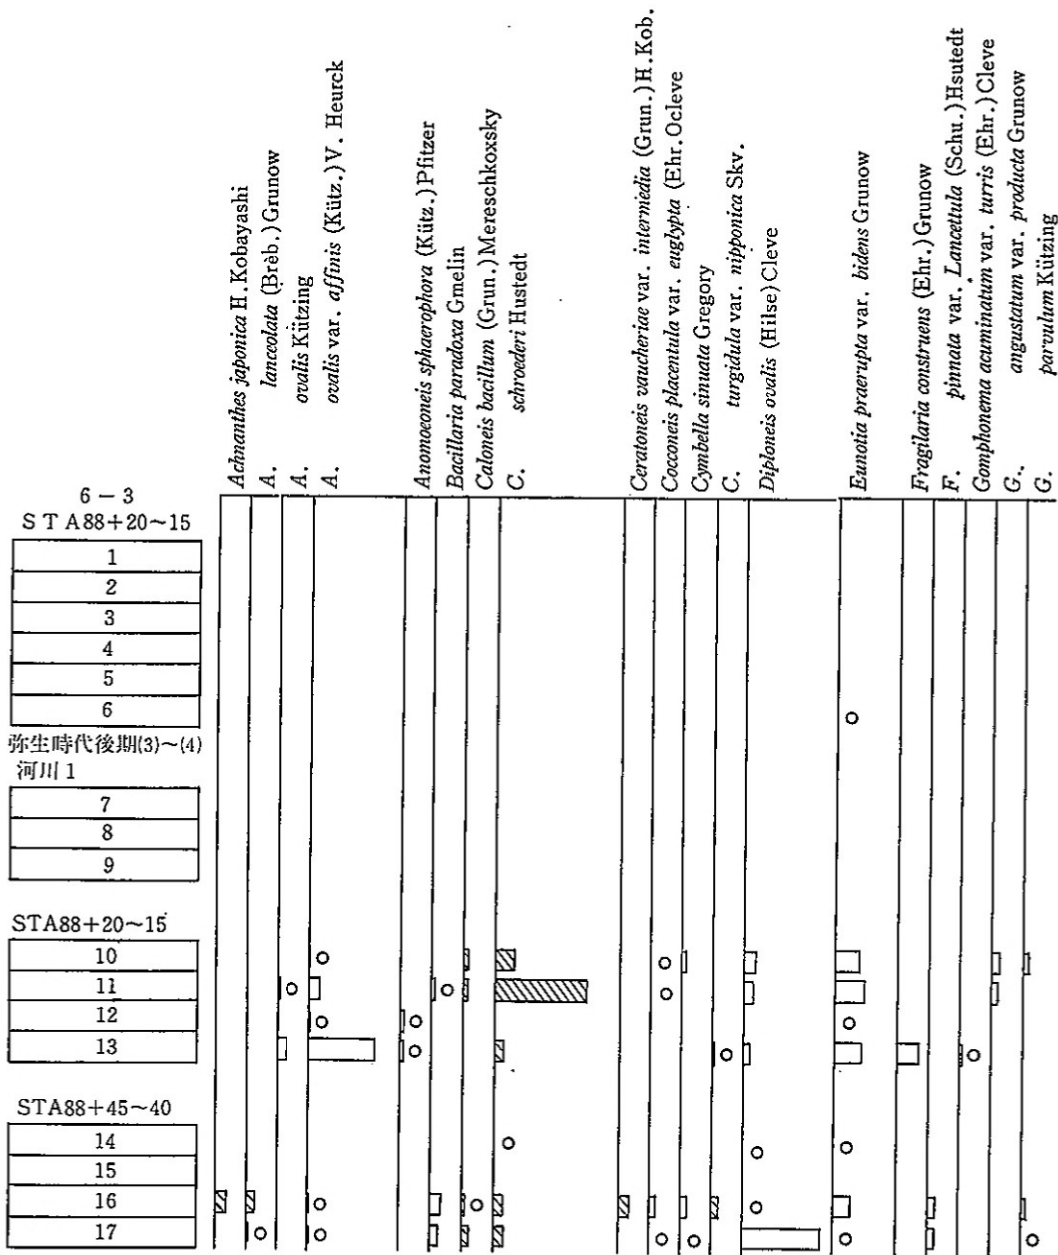 Achnanthes japonica H. Kobayashi
A. lanceolata (Brèb.) Grunow
A. ovalis Kützing
A. ovalis var. affinis (Kütz.) V. Heurck
Anomoeoneis sphaerophora (Kütz.) Pfitzer
Bacillaria paradoxa Gmelin
Caloneis bacillum (Grun.) Mereschkoxsky
C. schroederi Hustedt
Ceratoneis vaucheriae var. intermedia (Grun.) H.Kob.
Cocconeis placentula var. euglypta (Ehr. Ocleve
Cymbella sinuata Gregory
C. turgidula var. nipponica Skv.
Diploneis ovalis (Hilse) Cleve
Eunotia praerupta var. bidens Grunow
Fragilaria construens (Ehr.) Grunow
F. pinnata var. Lancettula (Schu.) Hsutedt
Gomphonema acuminatum var. turris (Ehr.) Cleve
G. angustatum var. producta Grunow
G. parvulum Kützing
6－3
STA88+20~15
1
2
3
4
5
6
弥生時代後期(3)~(4)
河川1
7
8
9
STA88+20~15
10
11
12
13
STA88+45~40
14
15
16
17